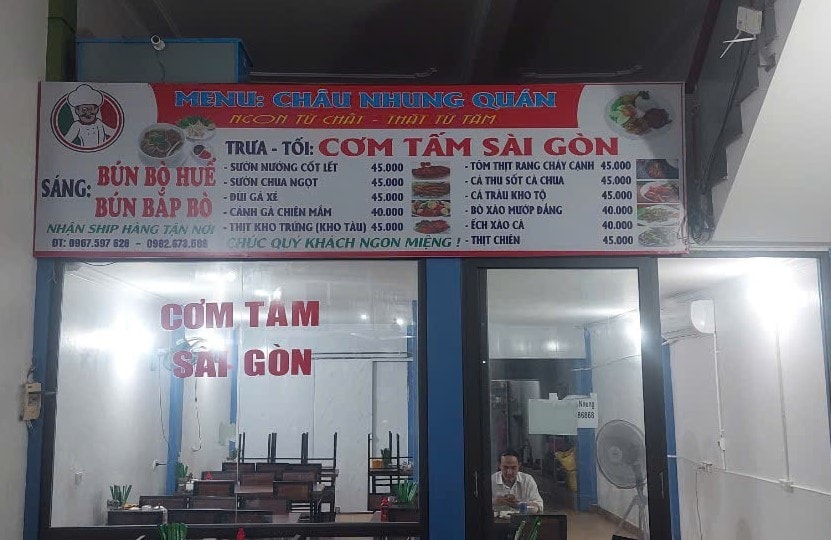 MENU: CHÂU NHUNG QUÁN
NGON TỪ CHẤT - THẬT TỪ TÂM
TRƯA - TỐI: CƠM TẤM SÀI GÒN
SÁNG: BÚN BÒ HUẾ
BÚN BẮP BÒ
NHẬN SHIP HÀNG TẬN NƠI
ĐT: 0967.597 628 - 0982.673.586
- SƯỜN NƯỚNG CỐT LẾT 45.000
- SƯỜN CHUA NGỌT 45.000
- ĐÙI GÀ XÉ 45.000
- CÁNH GÀ CHIÊN MẮM 40.000
- THỊT KHO TRỨNG (KHO TÀU) 45.000
- TÔM THỊT RANG CHÁY CẠNH 45.000
- CÁ THU SỐT CÀ CHUA 45.000
- CÁ TRÀU KHO TỘ 45.000
- BÒ XÀO MƯỚP ĐẮNG 40.000
- ẾCH XÀO CÀ 40.000
- THỊT CHIÊN 45.000
CHÚC QUÝ KHÁCH NGON MIỆNG !
CƠM TẤM
SÀI GÒN
Nhung
86868